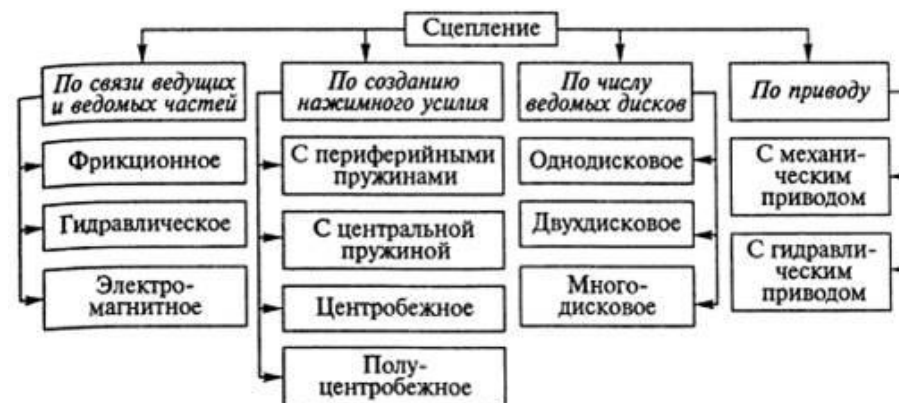 Сцепление
По связи ведущих
и ведомых частей
Фрикционное
Гидравлическое
Электро-
магнитное
По созданию
нажимного усилия
С периферийными
пружинами
С центральной
пружиной
Центробежное
Полу-
центробежное
По числу
ведомых дисков
Однодисковое
Двухдисковое
Много-
дисковое
По приводу
С механи-
ческим
приводом
С гидравли-
ческим
приводом